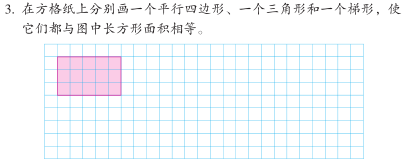 3. 在方格纸上分别画一个平行四边形、一个三角形和一个梯形，使
它们都与图中长方形面积相等。